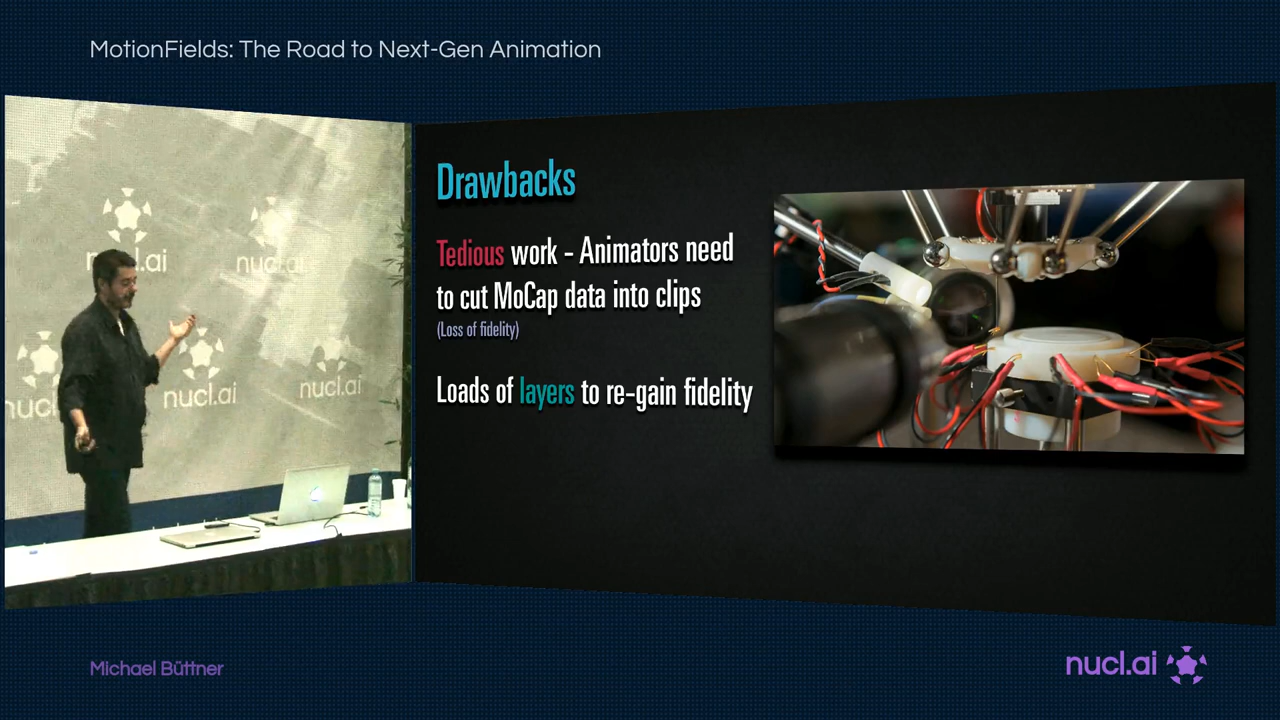 MotionFields: The Road to Next-Gen Animation
nucl.ai
nucl.ai
nucl.ai
nucl.ai
nucl
Drawbacks
Tedious work - Animators need
to cut MoCap data into clips
(Loss of fidelity)
Loads of layers to re-gain fidelity
Michael Büttner
nucl.ai